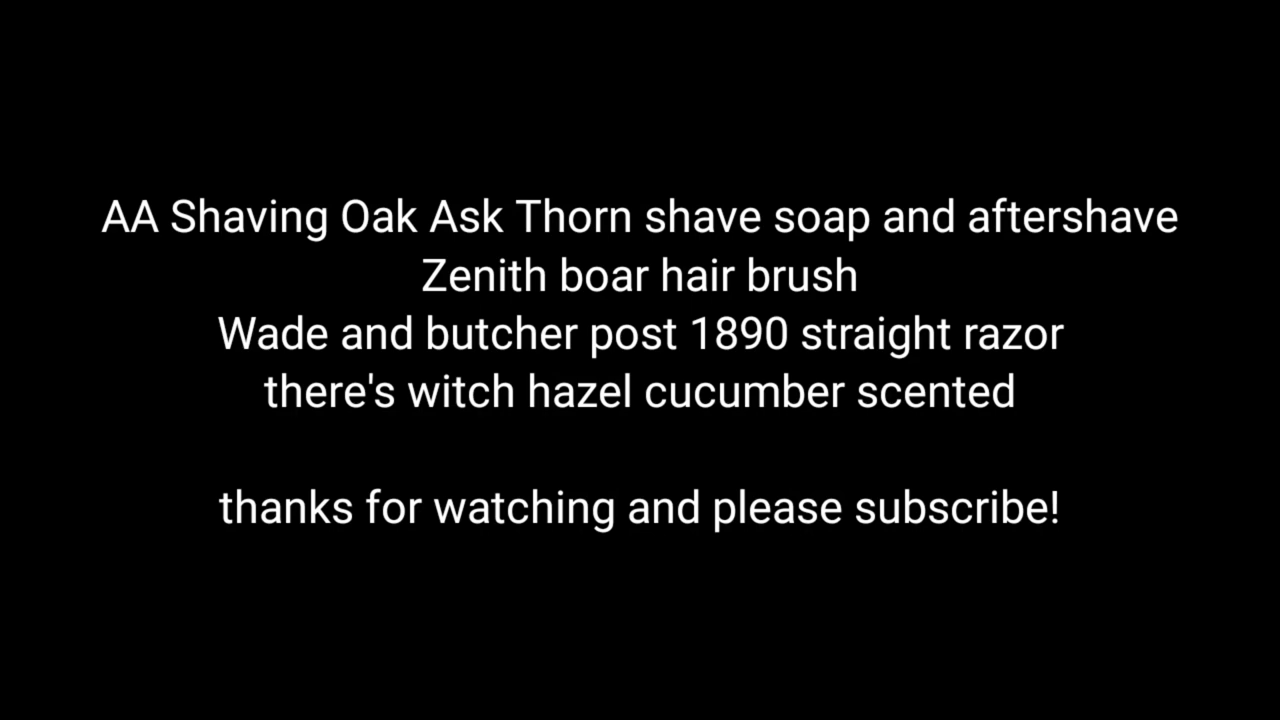 AA Shaving Oak Ask Thorn shave soap and aftershave
Zenith boar hair brush
Wade and butcher post 1890 straight razor
there's witch hazel cucumber scented
thanks for watching and please subscribe!